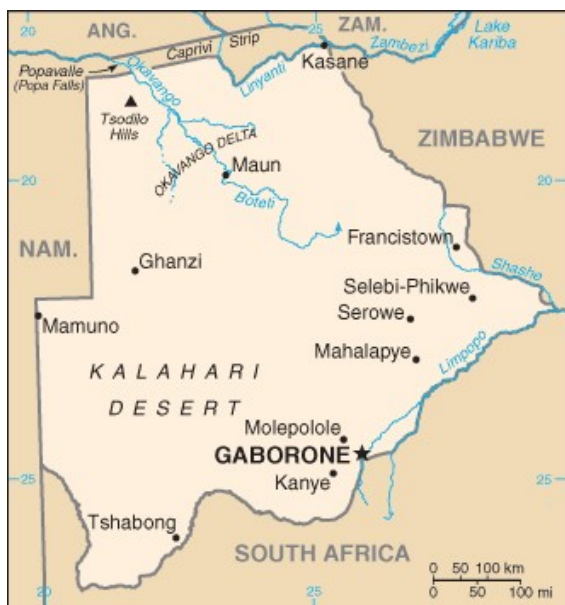 ANG.
ZAM.
Lake
Kariba
Caprivi Strip
Zambezi
Popavalle
(Popa Falls)
Okavango
Linyanti
Kasane
Tsodilo
Hills
ZIMBABWE
OKAVANGO DELTA
20
Maun
20
Boteti
Francistown
NAM.
Ghanzi
Shashe
Selebi-Phikwe
Serowe
Mamuno
Limpopo
Mahalapye
KALAHARI
DESERT
Molepolole
GABORONE
25
Kanye
25
Tshabong
SOUTH AFRICA
0 50 100 km
0 50 100 mi
20
25